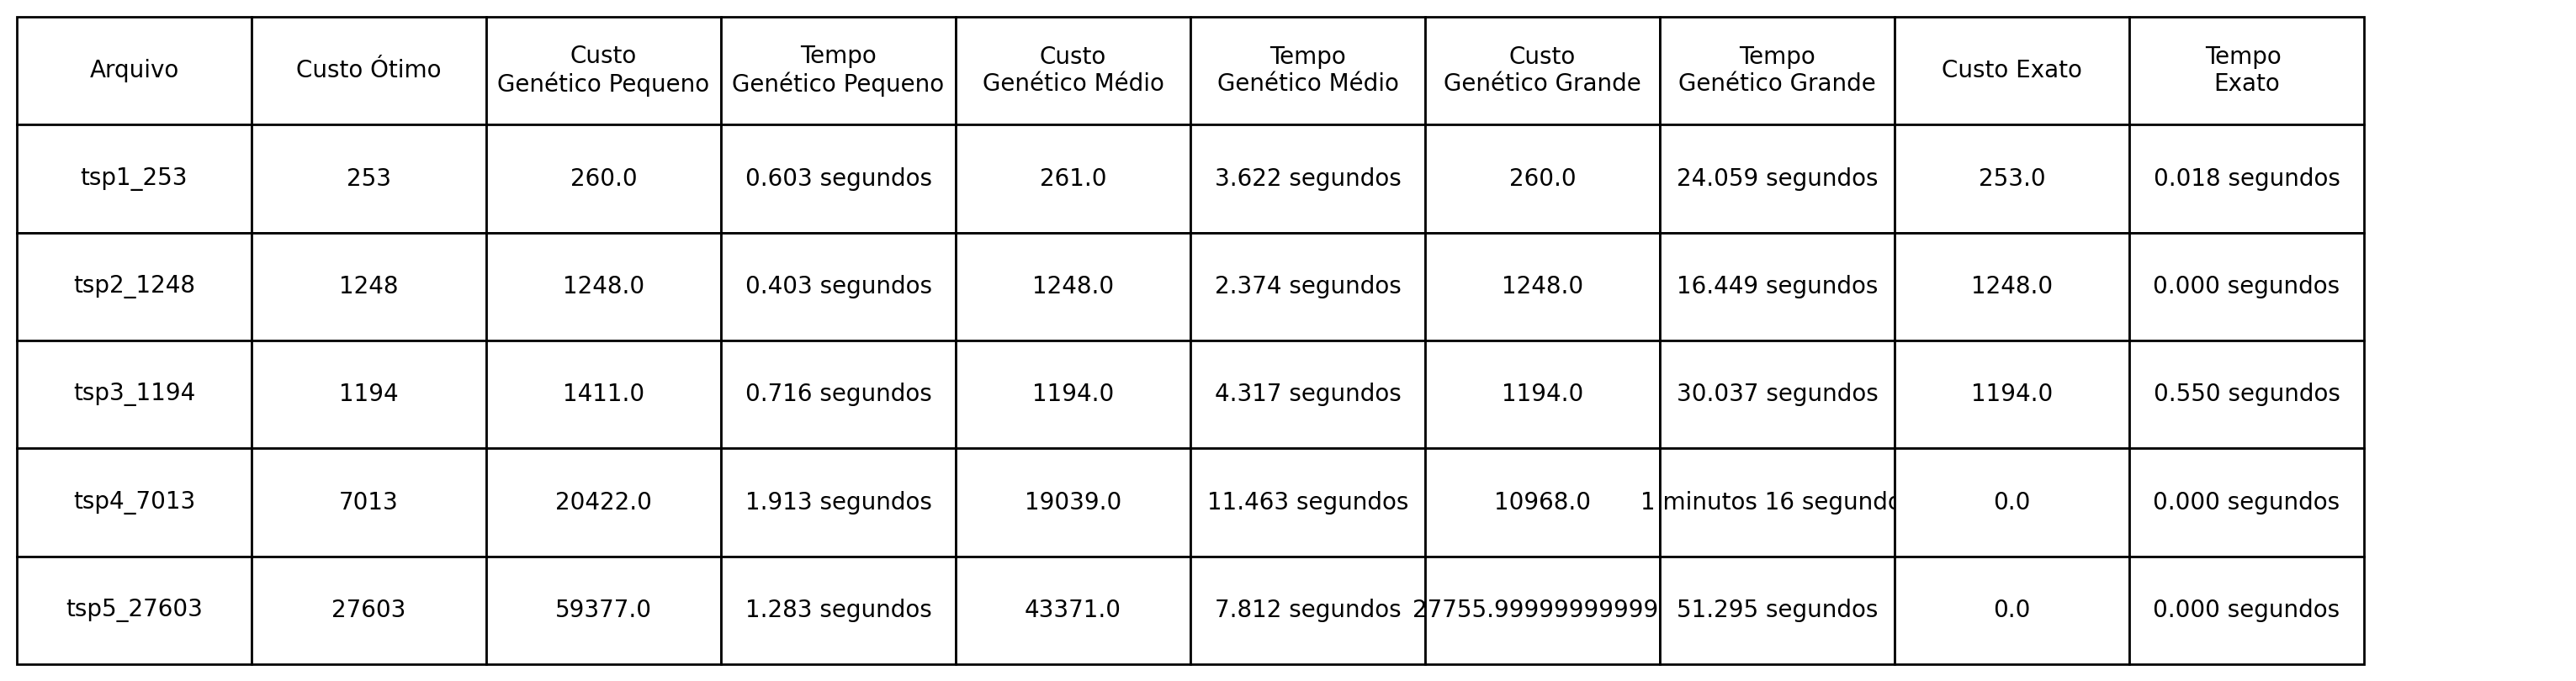 Arquivo Custo Ótimo Custo Genético Pequeno Tempo Genético Pequeno Custo Genético Médio Tempo Genético Médio Custo Genético Grande Tempo Genético Grande Custo Exato Tempo Exato
tsp1_253 253 260.0 0.603 segundos 261.0 3.622 segundos 260.0 24.059 segundos 253.0 0.018 segundos
tsp2_1248 1248 1248.0 0.403 segundos 1248.0 2.374 segundos 1248.0 16.449 segundos 1248.0 0.000 segundos
tsp3_1194 1194 1411.0 0.716 segundos 1194.0 4.317 segundos 1194.0 30.037 segundos 1194.0 0.550 segundos
tsp4_7013 7013 20422.0 1.913 segundos 19039.0 11.463 segundos 10968.0 1 minutos 16 segundo 0.0 0.000 segundos
tsp5_27603 27603 59377.0 1.283 segundos 43371.0 7.812 segundos 27755.99999999999 51.295 segundos 0.0 0.000 segundos